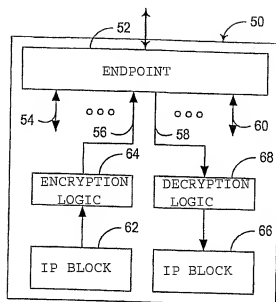 52
50
ENDPOINT
54
56
58
60
64
68
ENCRYPTION
LOGIC
DECRYPTION
LOGIC
62
66
IP BLOCK
IP BLOCK